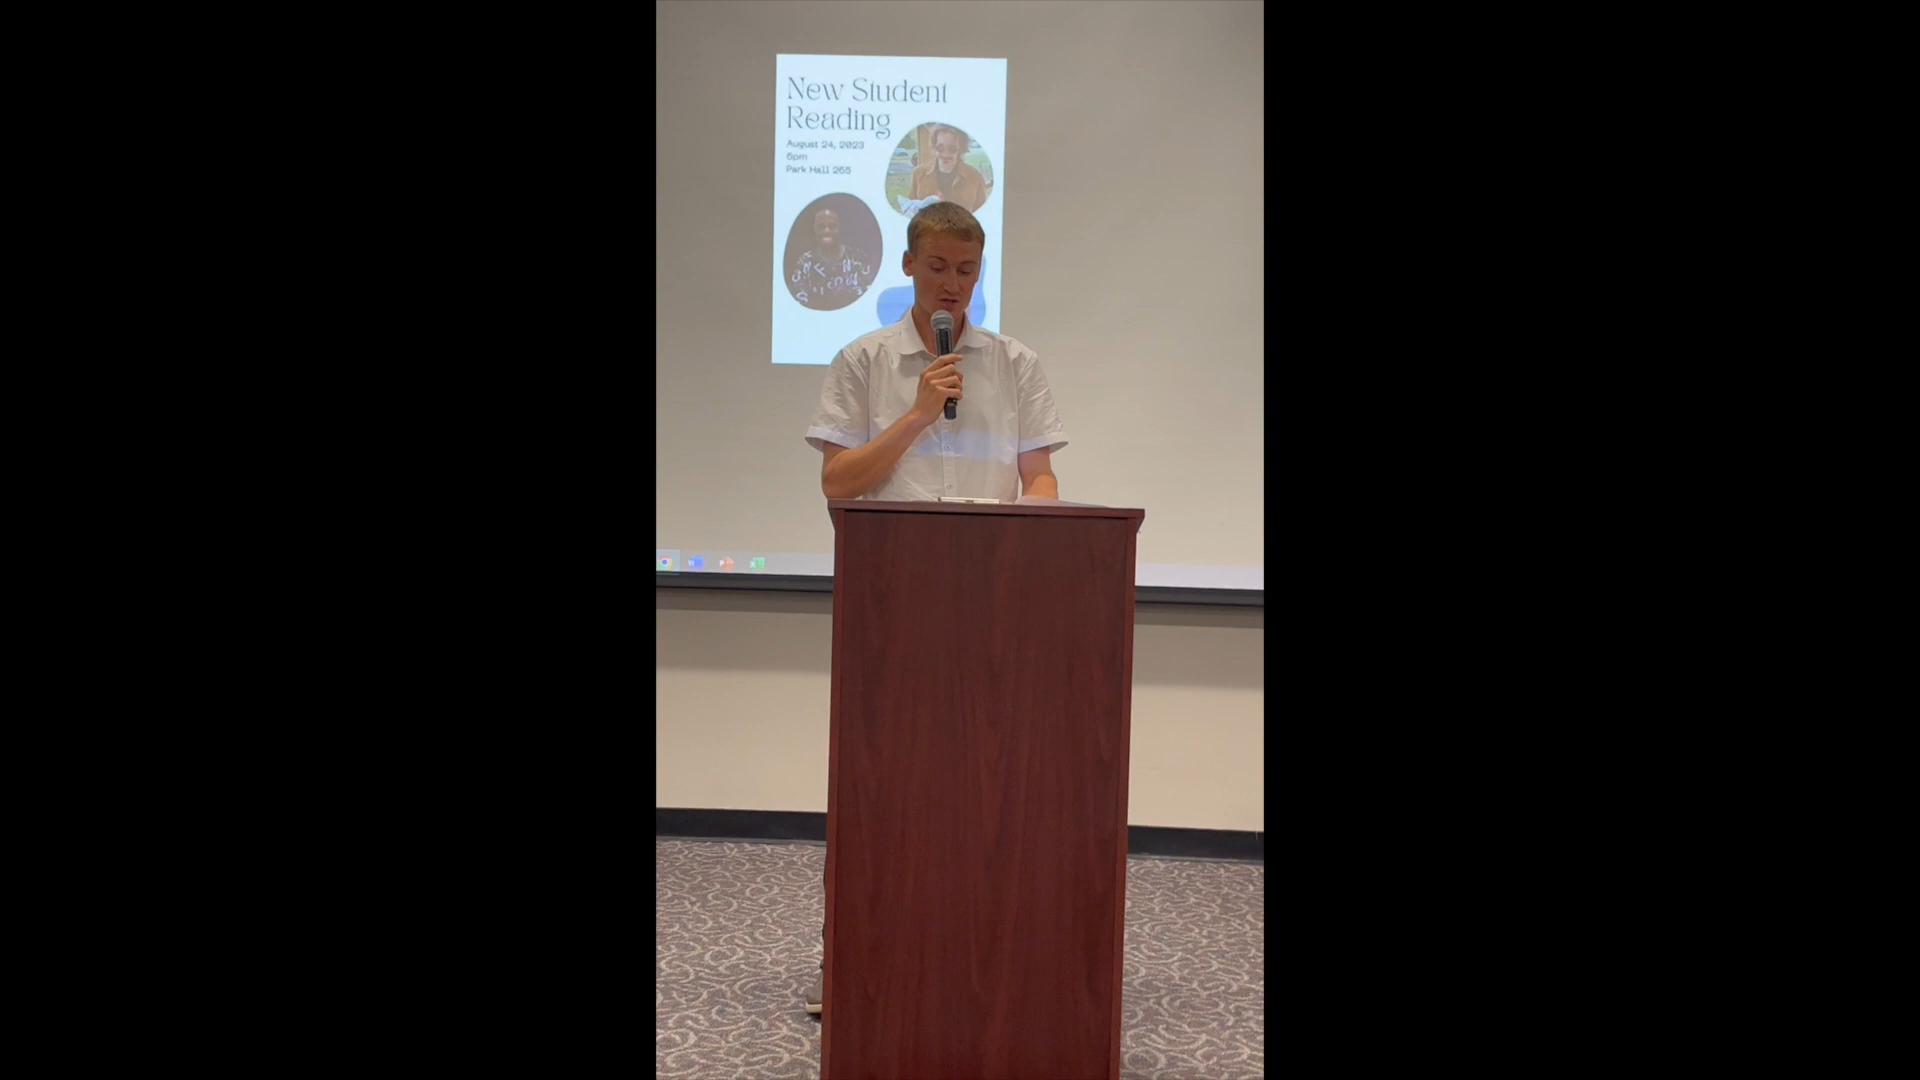 New Student
Reading
August 24, 2023
6pm
Park Hall 265